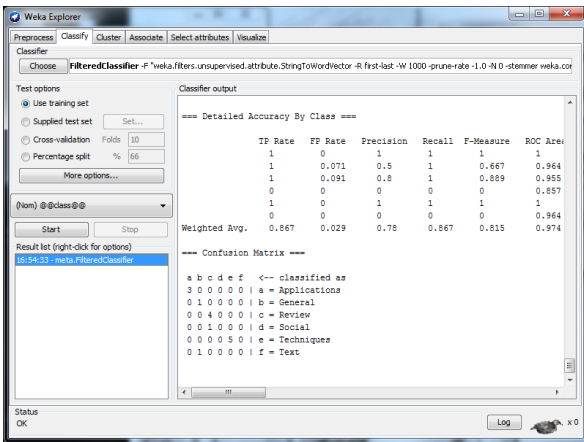 Weka Explorer
Preprocess Classify Cluster Associate Select attributes Visualize
Classifier
Choose FilteredClassifier -F "weka.filters.unsupervised.attribute.StringToWordVector -R first-last -W 1000 -prune-rate -1.0 -N 0 -stemmer weka.cor
Test options
Use training set
Supplied test set Set...
Cross-validation Folds 10
Percentage split % 66
More options...
(Nom) @@class@@
Start Stop
Result list (right-click for options)
16:54:33 - meta.FilteredClassifier
Classifier output
=== Detailed Accuracy By Class ===
TP Rate FP Rate Precision Recall F-Measure ROC Area
1 0 1 1 1 1
1 0.071 0.5 1 0.667 0.964
1 0.091 0.8 1 0.889 0.955
0 0 0 0 0 0.857
1 0 1 1 1 1
0 0 0 0 0 0.964
Weighted Avg. 0.867 0.029 0.78 0.867 0.815 0.974
=== Confusion Matrix ===
a b c d e f <-- classified as
3 0 0 0 0 0 | a = Applications
0 1 0 0 0 0 | b = General
0 0 4 0 0 0 | c = Review
0 0 1 0 0 0 | d = Social
0 0 0 0 5 0 | e = Techniques
0 1 0 0 0 0 | f = Text
Status
OK
Log
x 0